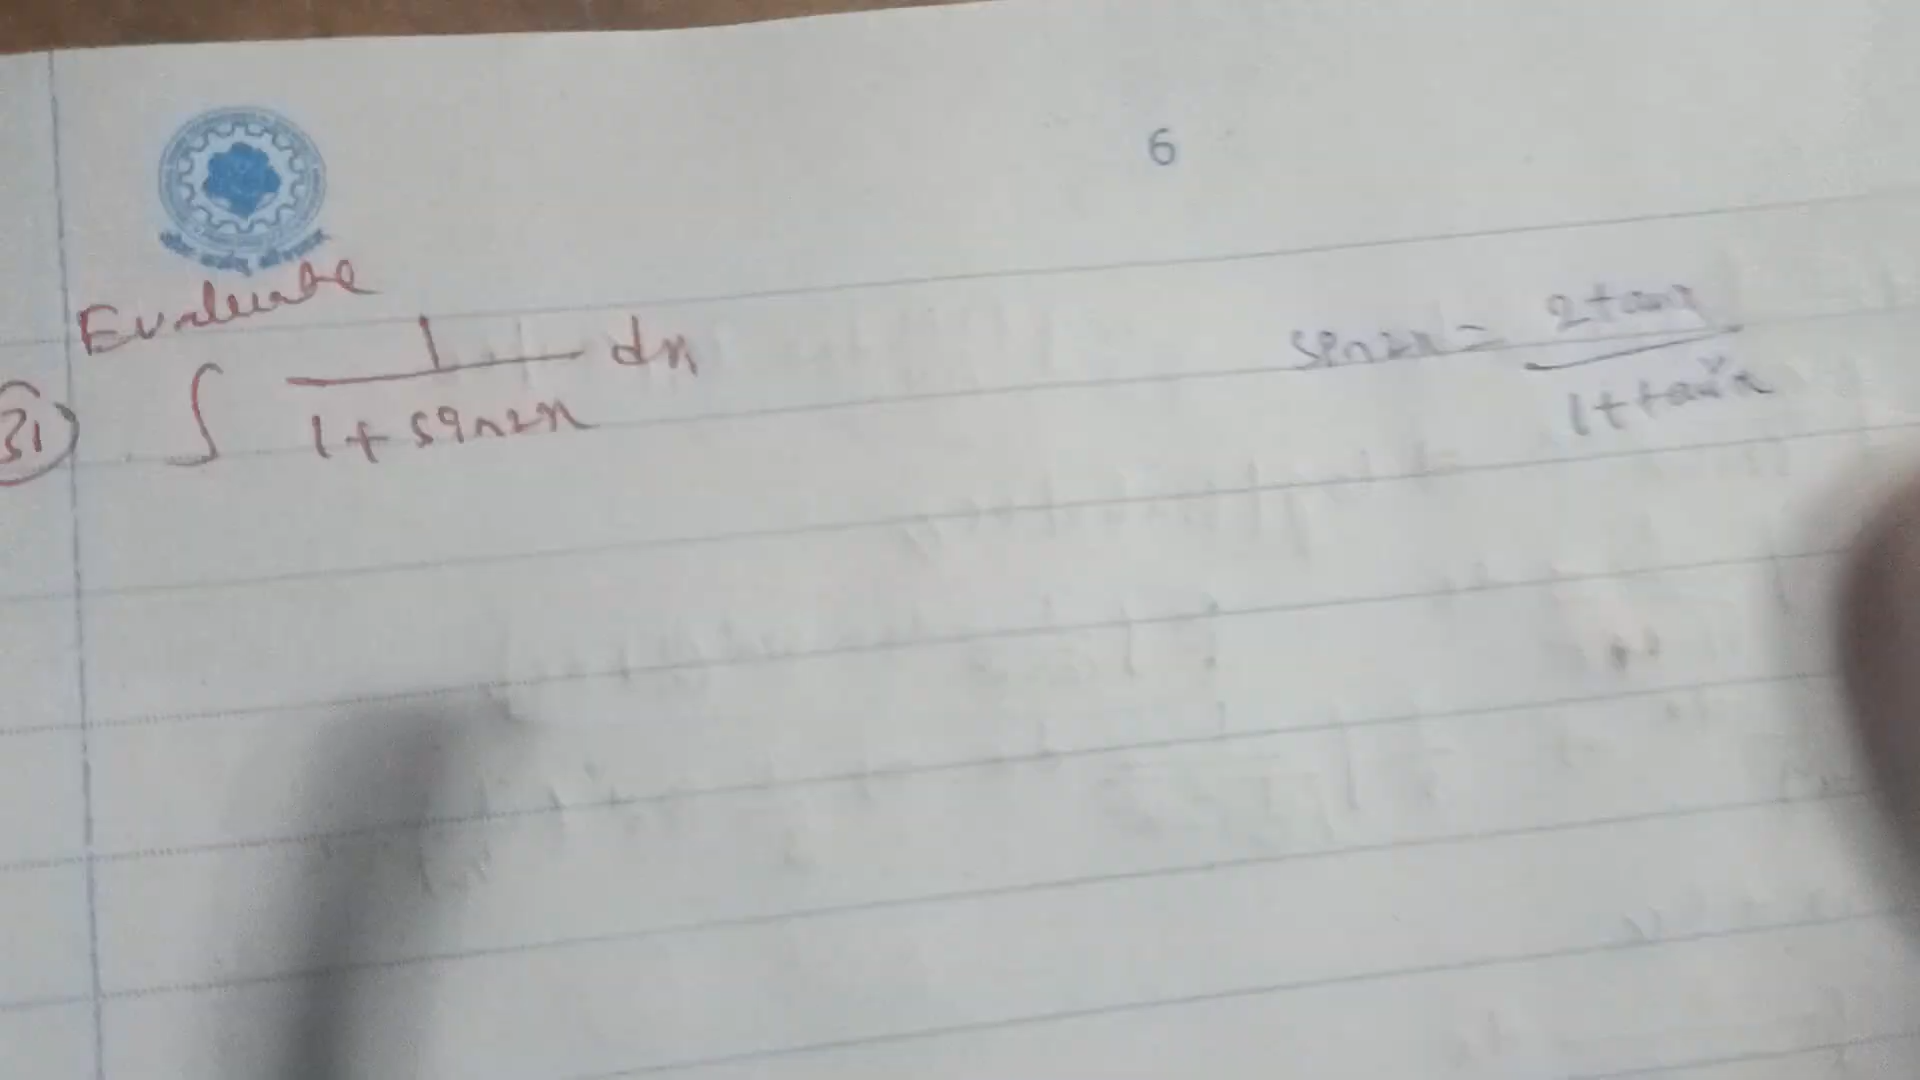 6
Evaluate
31) ∫ 1 / (1 + sin2x) dx
sin2x = 2tanx / (1 + tan²x)